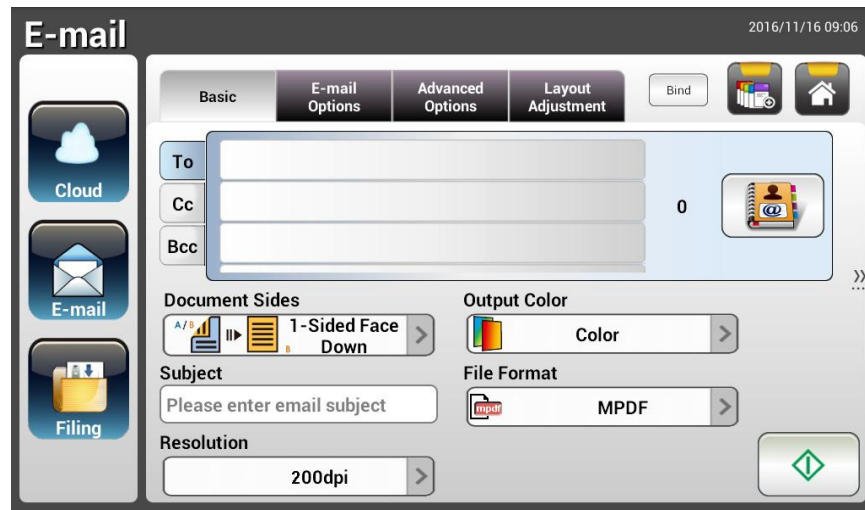 E-mail
2016/11/16 09:06
Basic
E-mail
Options
Advanced
Options
Layout
Adjustment
Bind
Cloud
E-mail
Filing
To
Cc
Bcc
0
@
Document Sides
A/B
B
1-Sided Face
Down
Output Color
Color
Subject
Please enter email subject
File Format
mpdf
MPDF
Resolution
200dpi